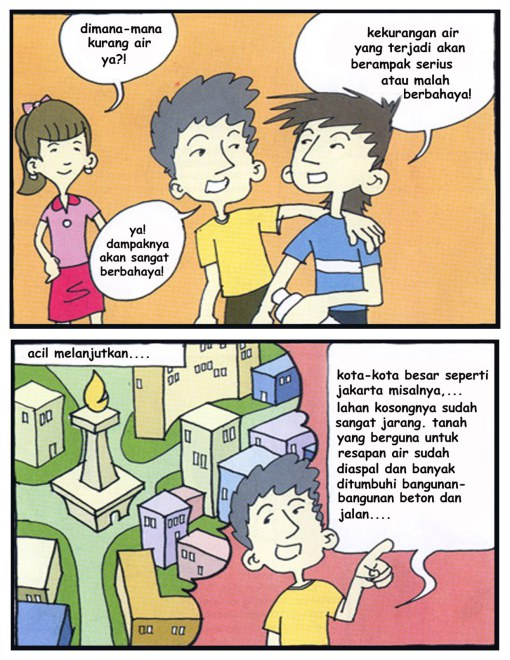 dimana-mana
kurang air
ya?!
kekurangan air
yang terjadi akan
berampak serius
atau malah
berbahaya!
ya!
dampaknya
akan sangat
berbahaya!
acil melanjutkan....
kota-kota besar seperti
jakarta misalnya,...
lahan kosongnya sudah
sangat jarang. tanah
yang berguna untuk
resapan air sudah
diaspal dan banyak
ditumbuhi bangunan-
bangunan beton dan
jalan....